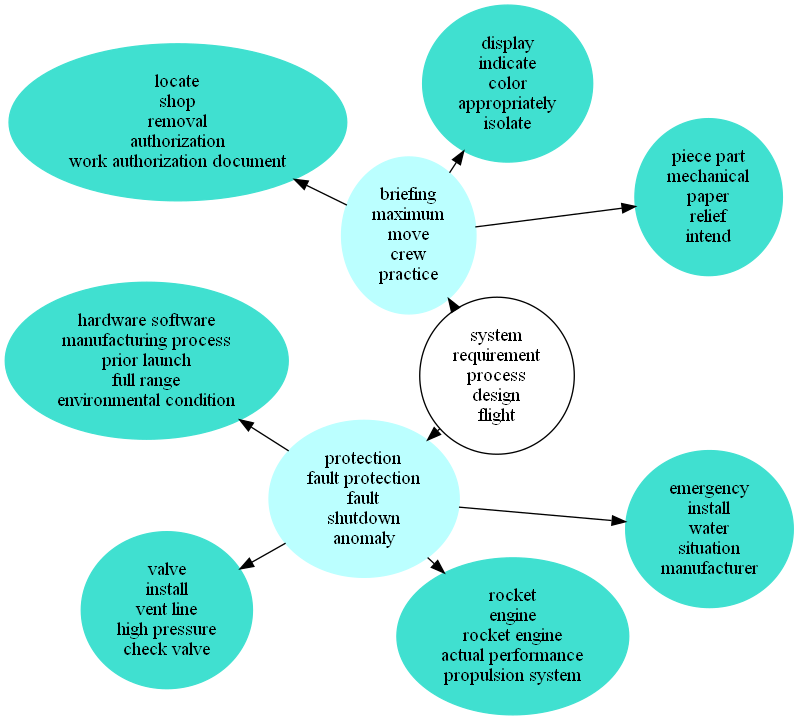 display
indicate
color
appropriately
isolate
locate
shop
removal
authorization
work authorization document
piece part
mechanical
paper
relief
intend
briefing
maximum
move
crew
practice
hardware software
manufacturing process
prior launch
full range
environmental condition
system
requirement
process
design
flight
protection
fault protection
fault
shutdown
anomaly
emergency
install
water
situation
manufacturer
valve
install
vent line
high pressure
check valve
rocket
engine
rocket engine
actual performance
propulsion system